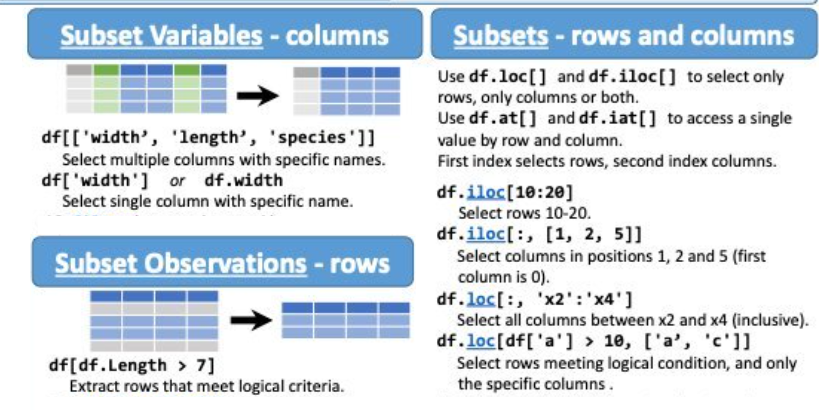 Subset Variables - columns
df[['width’, 'length’, 'species']]
Select multiple columns with specific names.
df['width'] or df.width
Select single column with specific name.
Subset Observations - rows
df[df.Length > 7]
Extract rows that meet logical criteria.
Subsets - rows and columns
Use df.loc[] and df.iloc[] to select only
rows, only columns or both.
Use df.at[] and df.iat[] to access a single
value by row and column.
First index selects rows, second index columns.
df.iloc[10:20]
Select rows 10-20.
df.iloc[:, [1, 2, 5]]
Select columns in positions 1, 2 and 5 (first
column is 0).
df.loc[:, 'x2':'x4']
Select all columns between x2 and x4 (inclusive).
df.loc[df['a'] > 10, ['a’, 'c']]
Select rows meeting logical condition, and only
the specific columns .